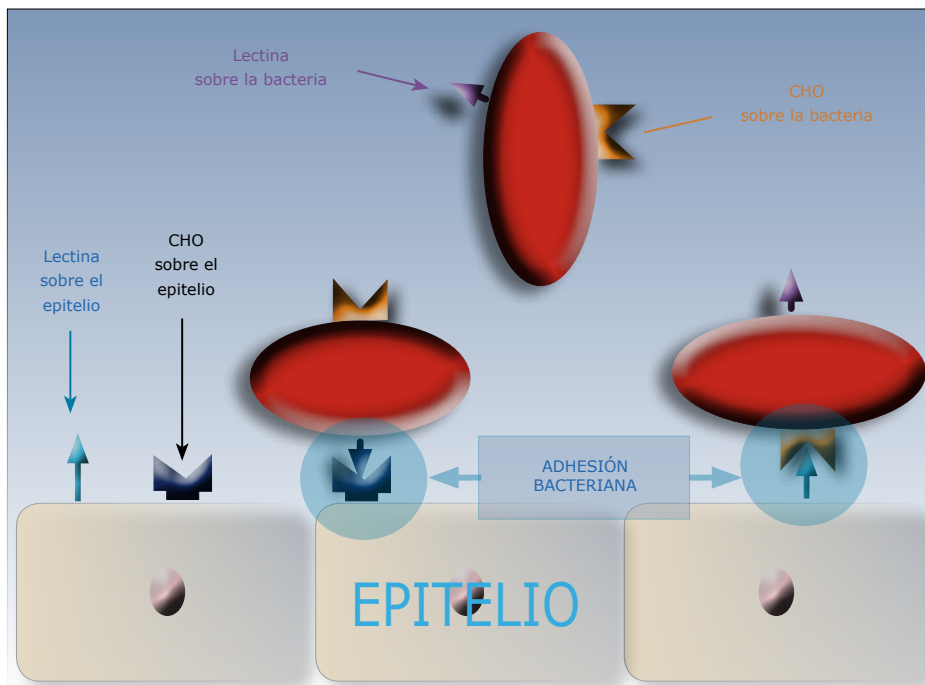 Lectina
sobre la bacteria
CHO
sobre la bacteria
Lectina
sobre el
epitelio
CHO
sobre el
epitelio
ADHESIÓN
BACTERIANA
EPITELIO